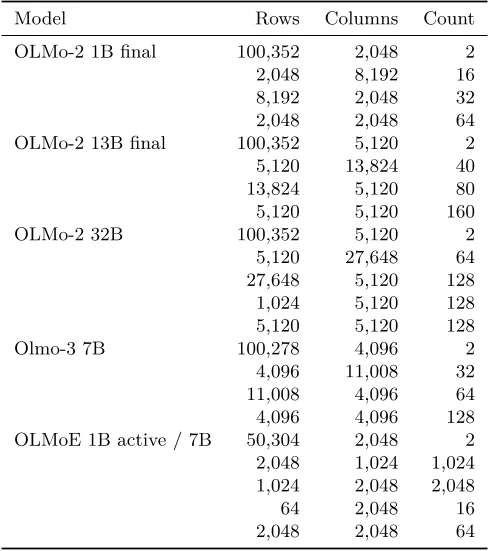 Model Rows Columns Count
OLMo-2 1B final 100,352 2,048 2
2,048 8,192 16
8,192 2,048 32
2,048 2,048 64
OLMo-2 13B final 100,352 5,120 2
5,120 13,824 40
13,824 5,120 80
5,120 5,120 160
OLMo-2 32B 100,352 5,120 2
5,120 27,648 64
27,648 5,120 128
1,024 5,120 128
5,120 5,120 128
Olmo-3 7B 100,278 4,096 2
4,096 11,008 32
11,008 4,096 64
4,096 4,096 128
OLMoE 1B active / 7B 50,304 2,048 2
2,048 1,024 1,024
1,024 2,048 2,048
64 2,048 16
2,048 2,048 64